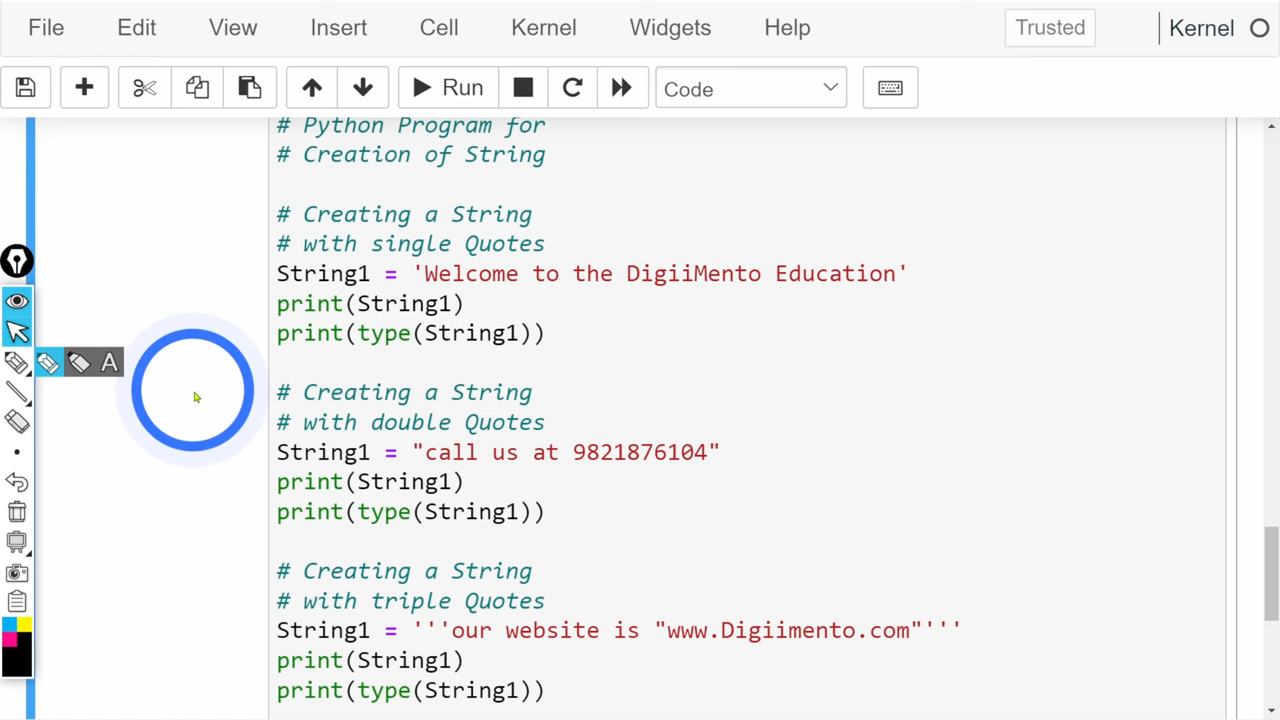 File Edit View Insert Cell Kernel Widgets Help Trusted Kernel
Run Code
# Python Program for
# Creation of String
# Creating a String
# with single Quotes
String1 = 'Welcome to the DigiiMento Education'
print(String1)
print(type(String1))
# Creating a String
# with double Quotes
String1 = "call us at 9821876104"
print(String1)
print(type(String1))
# Creating a String
# with triple Quotes
String1 = '''our website is "www.Digiimento.com"'''
print(String1)
print(type(String1))
A